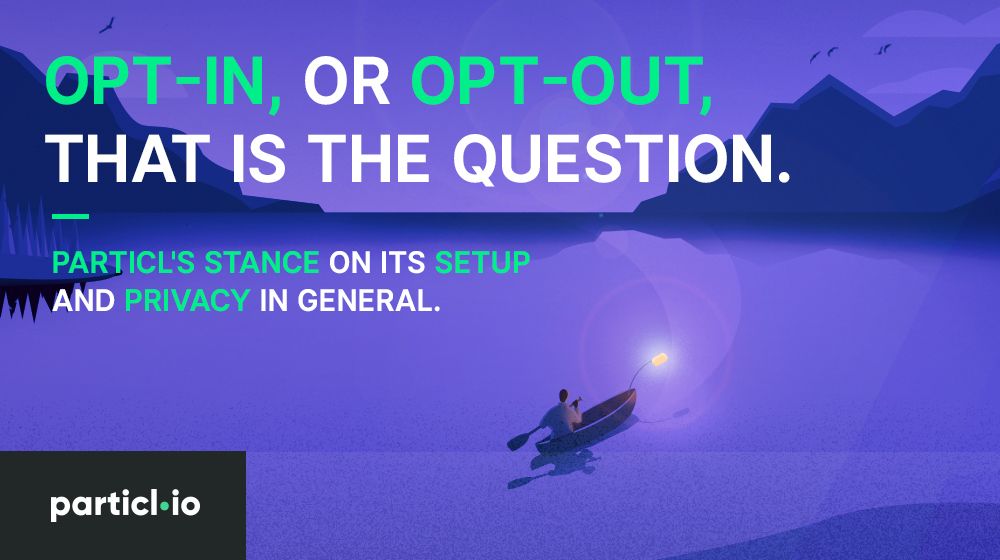 OPT-IN, OR OPT-OUT,
THAT IS THE QUESTION.
PARTICL'S STANCE ON ITS SETUP
AND PRIVACY IN GENERAL.
particl.io